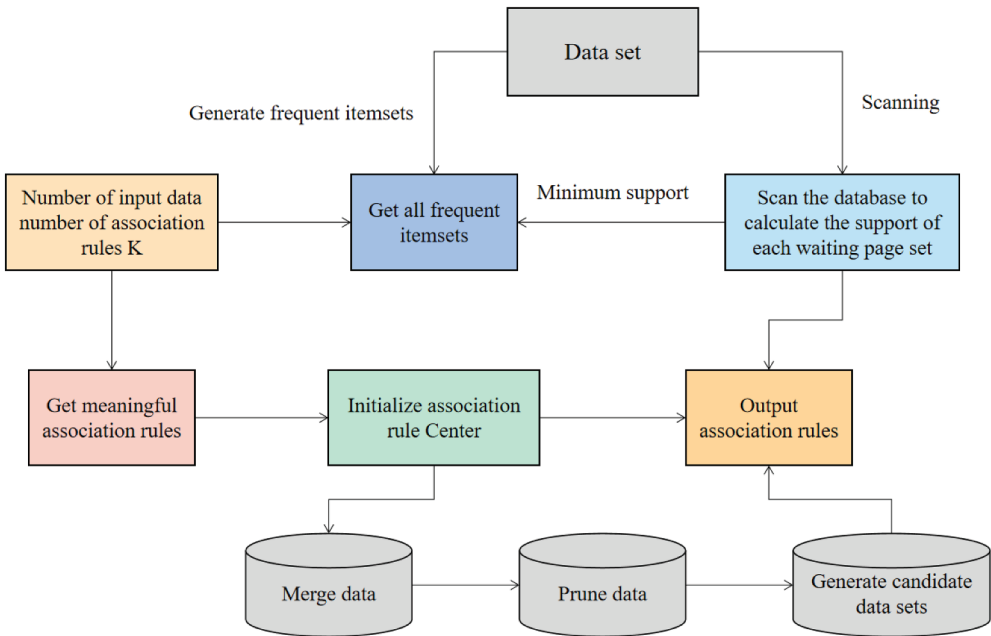 Data set
Generate frequent itemsets
Scanning
Number of input data
number of association
rules K
Get all frequent
itemsets
Minimum support
Scan the database to
calculate the support of
each waiting page set
Get meaningful
association rules
Initialize association
rule Center
Output
association rules
Merge data
Prune data
Generate candidate
data sets